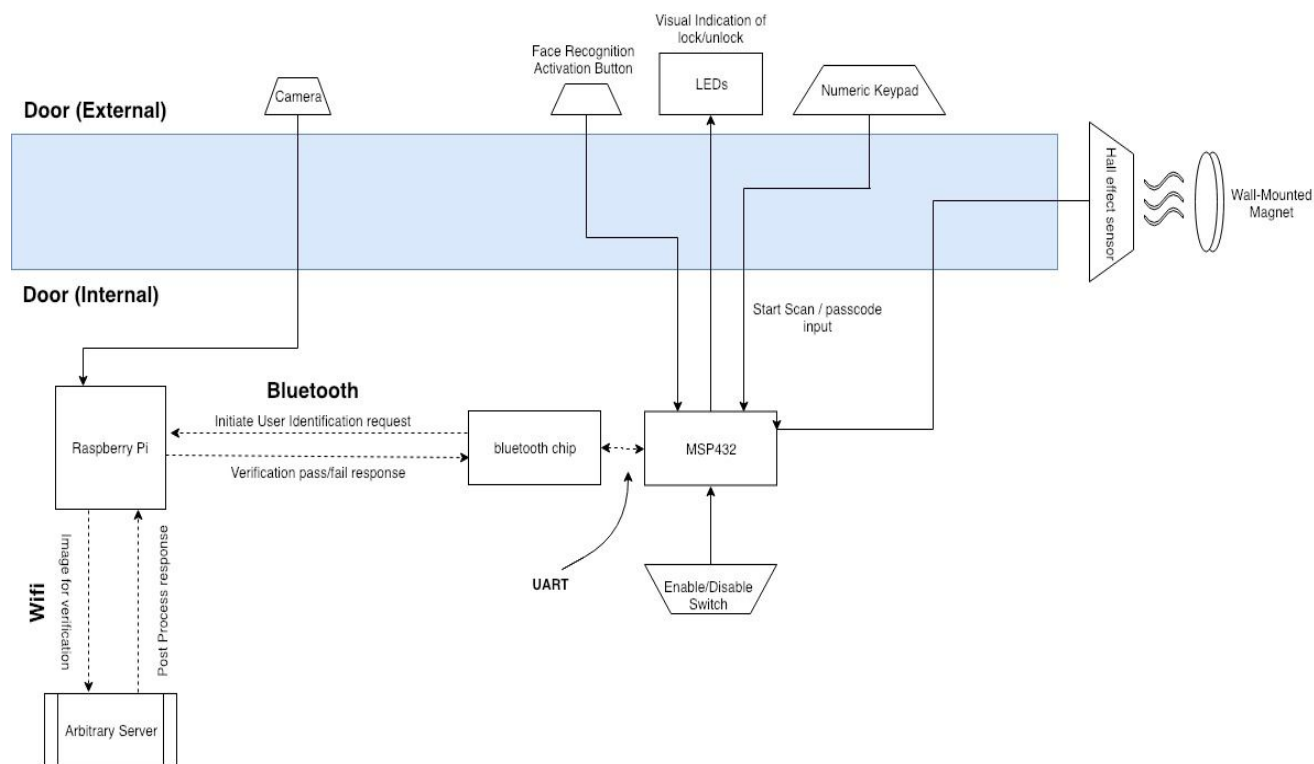 Visual Indication of
lock/unlock
Face Recognition
Activation Button
LEDs
Numeric Keypad
Camera
Door (External)
Hall effect sensor
Wall-Mounted
Magnet
Door (Internal)
Start Scan / passcode
input
Bluetooth
Initiate User Identification request
Raspberry Pi
bluetooth chip
MSP432
Verification pass/fail response
UART
Enable/Disable
Switch
Wifi
Image for verification
Post Process response
Arbitrary Server